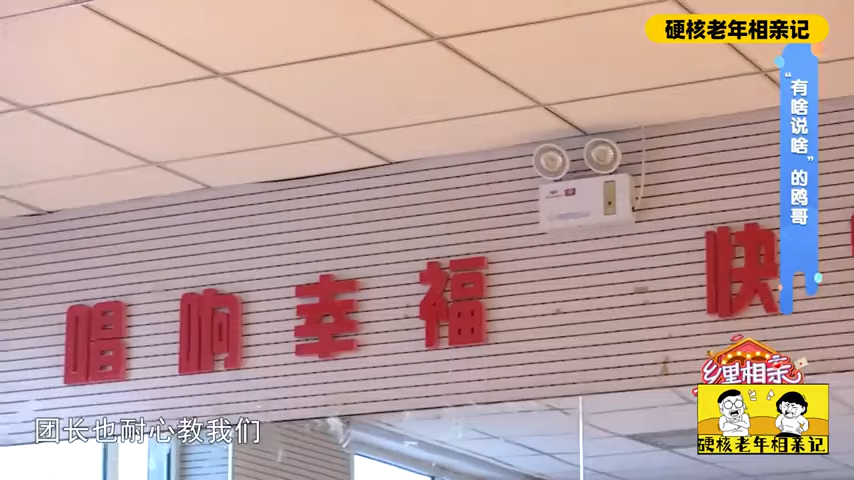 硬核老年相亲记
“有啥说啥”的鸥哥
唱响幸福 快
乡里相亲
硬核老年相亲记
团长也耐心教我们